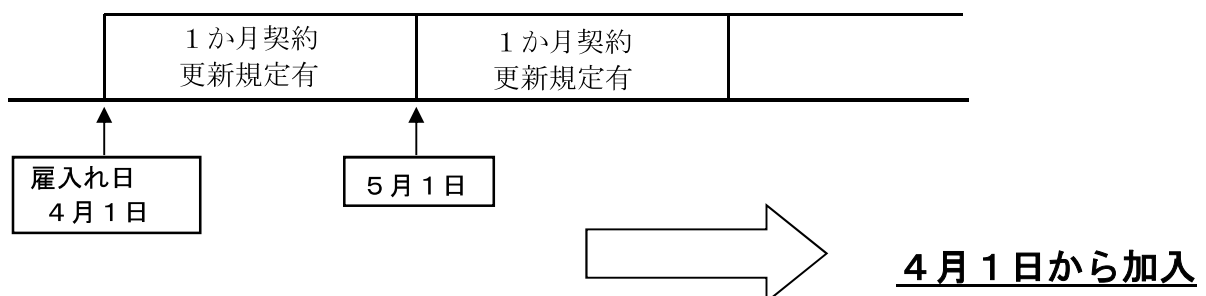 １か月契約
更新規定有
１か月契約
更新規定有
雇入れ日
４月１日
５月１日
４月１日から加入